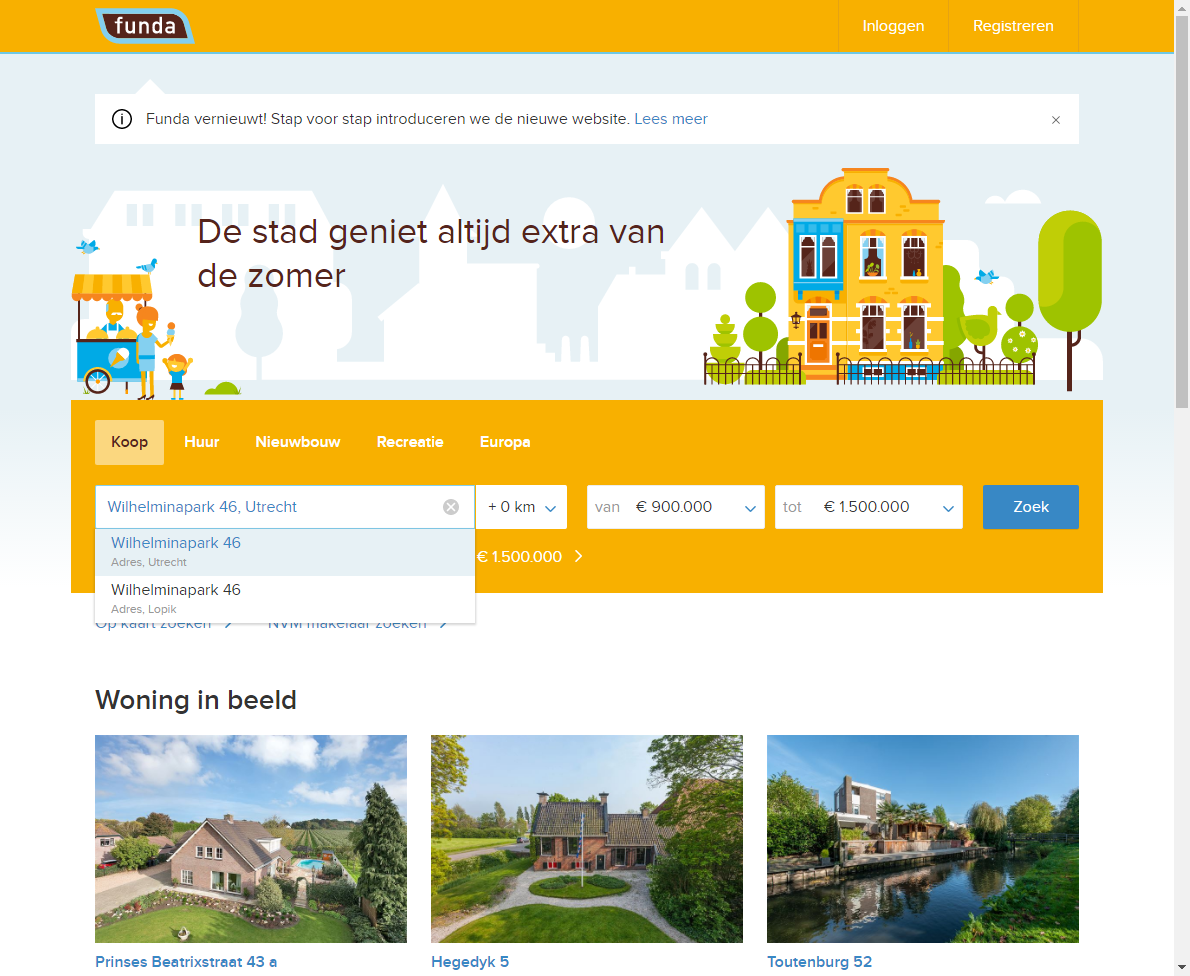 funda
Inloggen
Registreren
Funda vernieuwt! Stap voor stap introduceren we de nieuwe website. Lees meer
De stad geniet altijd extra van
de zomer
Koop
Huur
Nieuwbouw
Recreatie
Europa
Wilhelminapark 46, Utrecht
+ 0 km
van € 900.000
tot € 1.500.000
Zoek
Wilhelminapark 46
Adres, Utrecht
€ 1.500.000
Wilhelminapark 46
Adres, Lopik
Op kaart zoeken
NVM makelaar zoeken
Woning in beeld
Prinses Beatrixstraat 43 a
Hegedyk 5
Toutenburg 52